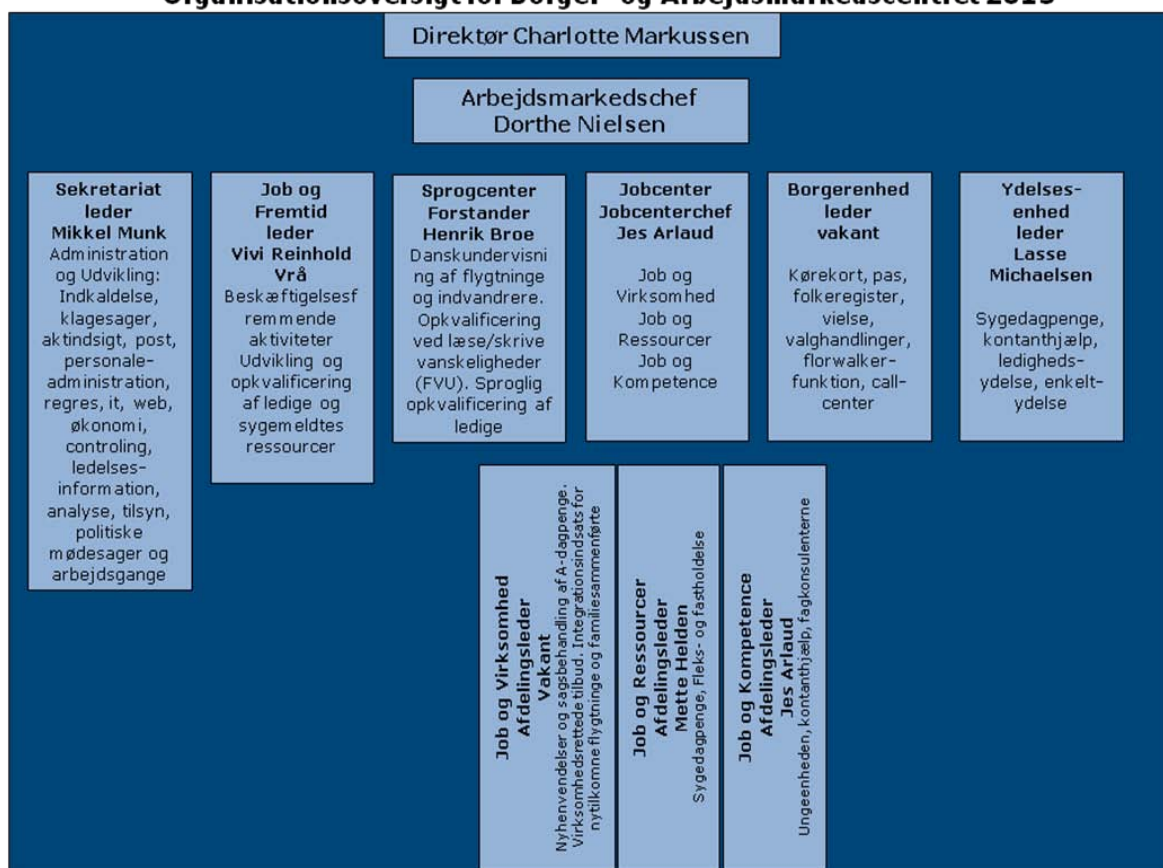 Organisationsoversigt for Borger- og Arbejdsmarkedscentret
Direktør Charlotte Markussen
Arbejdsmarkedschef
Dorthe Nielsen
Sekretariat
leder
Mikkel Munk
Administration
og Udvikling:
Indkaldelse,
klagesager,
aktindsigt, post,
personale-
administration,
regres, it, web,
økonomi,
controling,
ledelses-
information,
analyse, tilsyn,
politiske
mødesager og
arbejdsgange
Job og
Fremtid
leder
Vivi Reinhold
Vrå
Beskæftigelsesf
remmende
aktiviteter
Udvikling og
opkvalificering
af ledige og
sygemeldtes
ressourcer
Sprogcenter
Forstander
Henrik Broe
Danskundervisni
ng af flygtninge
og indvandrere.
Opkvalificering
ved læse/skrive
vanskeligheder
(FVU). Sproglig
opkvalificering af
ledige
Jobcenter
Jobcenterchef
Jes Arlaud
Job og
Virksomhed
Job og
Ressourcer
Job og
Kompetence
Borgerenhed
leder
vakant
Kørekort, pas,
folkeregister,
vielse,
valghandlinger,
florwalker-
funktion, call-
center
Ydelses-
enhed
leder
Lasse
Michaelsen
Sygedagpenge,
kontanthjælp,
ledigheds-
ydelse, enkelt-
ydelse
Job og Virksomhed
Afdelingsleder
Vakant
Nyhenvendelser og sagsbehandling af A-dagpenge.
Virksomhedsrettede tilbud. Integrationsindsats for
nytilkomne flygtninge og familiesammenførte
Job og Ressourcer
Afdelingsleder
Mette Helden
Sygedagpenge, Fleks- og fastholdelse
Job og Kompetence
Afdelingsleder
Jes Arlaud
Ungeenheden, kontanthjælp, fagkonsulenterne